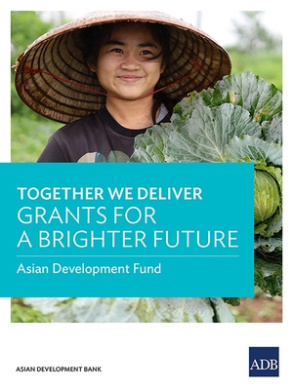 TOGETHER WE DELIVER
GRANTS FOR
A BRIGHTER FUTURE
Asian Development Fund
ASIAN DEVELOPMENT BANK
ADB